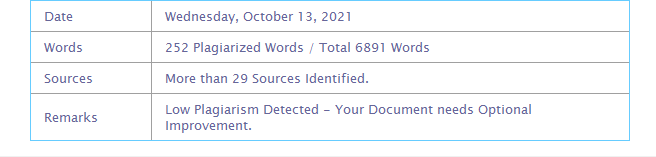 Date Wednesday, October 13, 2021
Words 252 Plagiarized Words / Total 6891 Words
Sources More than 29 Sources Identified.
Remarks Low Plagiarism Detected – Your Document needs Optional
Improvement.